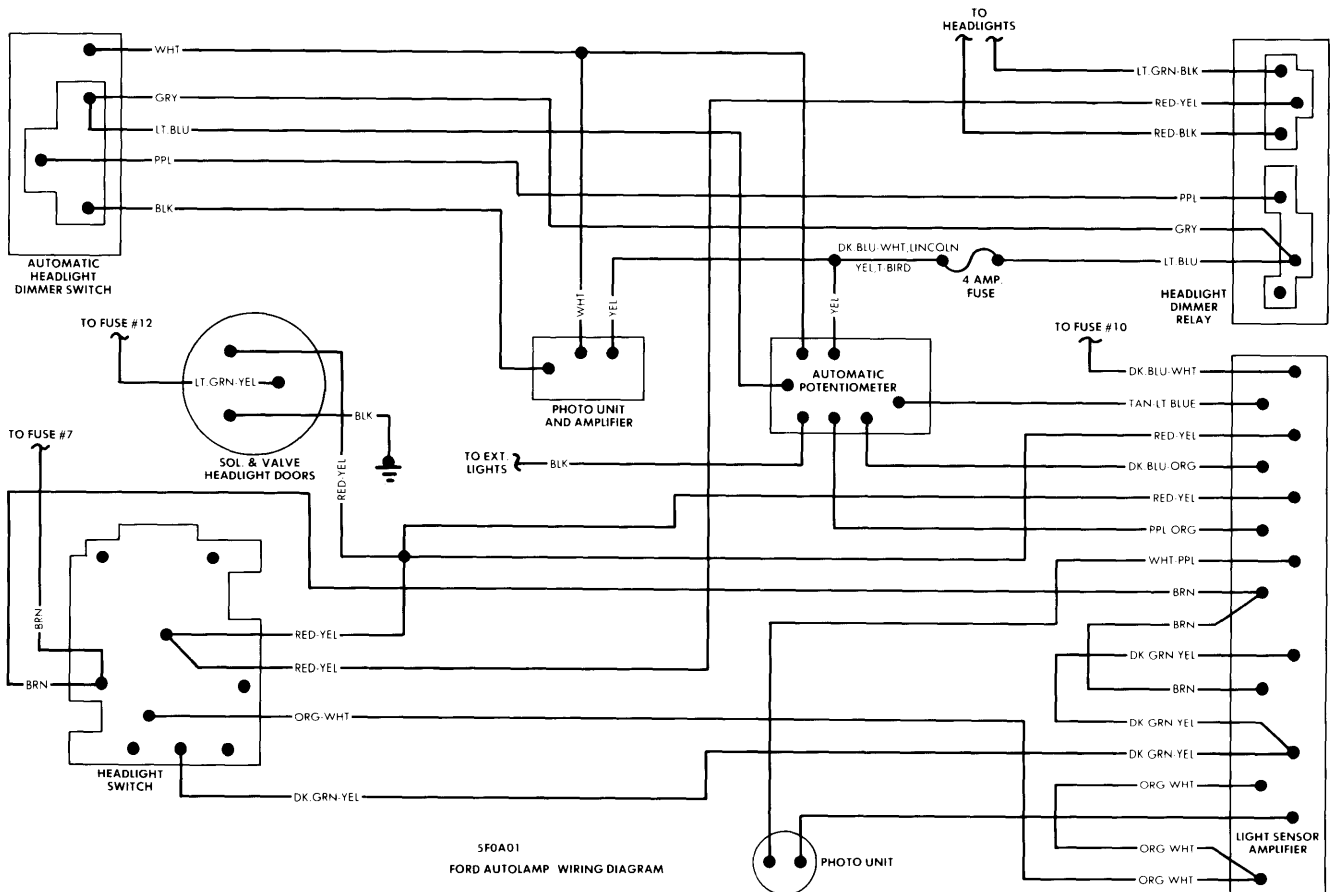 WHT
GRY
LT.BLU
PPL
BLK
AUTOMATIC
HEADLIGHT
DIMMER SWITCH
TO
HEADLIGHTS
LT.GRN-BLK
RED-YEL
RED-BLK
PPL
GRY
LT BLU
HEADLIGHT
DIMMER
RELAY
DK.BLU-WHT,LINCOLN
YEL,T-BIRD
4 AMP.
FUSE
WHT
YEL
YEL
PHOTO UNIT
AND AMPLIFIER
AUTOMATIC
POTENTIOMETER
TO EXT.
LIGHTS
BLK
TO FUSE #12
LT.GRN-YEL
BLK
SOL. & VALVE
HEADLIGHT DOORS
RED-YEL
TO FUSE #7
BRN
BRN
RED-YEL
RED-YEL
ORG-WHT
DK.GRN-YEL
HEADLIGHT
SWITCH
TO FUSE #10
DK.BLU-WHT
TAN-LT BLUE
RED-YEL
DK BLU-ORG
RED-YEL
PPL ORG
WHT-PPL
BRN
BRN
DK GRN YEL
BRN
DK GRN YEL
DK GRN-YEL
ORG WHT
LIGHT SENSOR
AMPLIFIER
ORG WHT
ORG WHT
PHOTO UNIT
5F0A01
FORD AUTOLAMP WIRING DIAGRAM